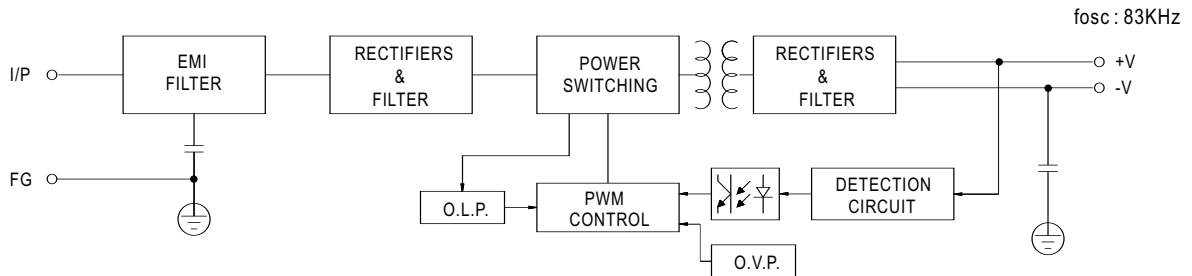 fosc : 83KHz
I/P
EMI
FILTER
RECTIFIERS
&
FILTER
POWER
SWITCHING
RECTIFIERS
&
FILTER
+V
-V
FG
O.L.P.
PWM
CONTROL
DETECTION
CIRCUIT
O.V.P.